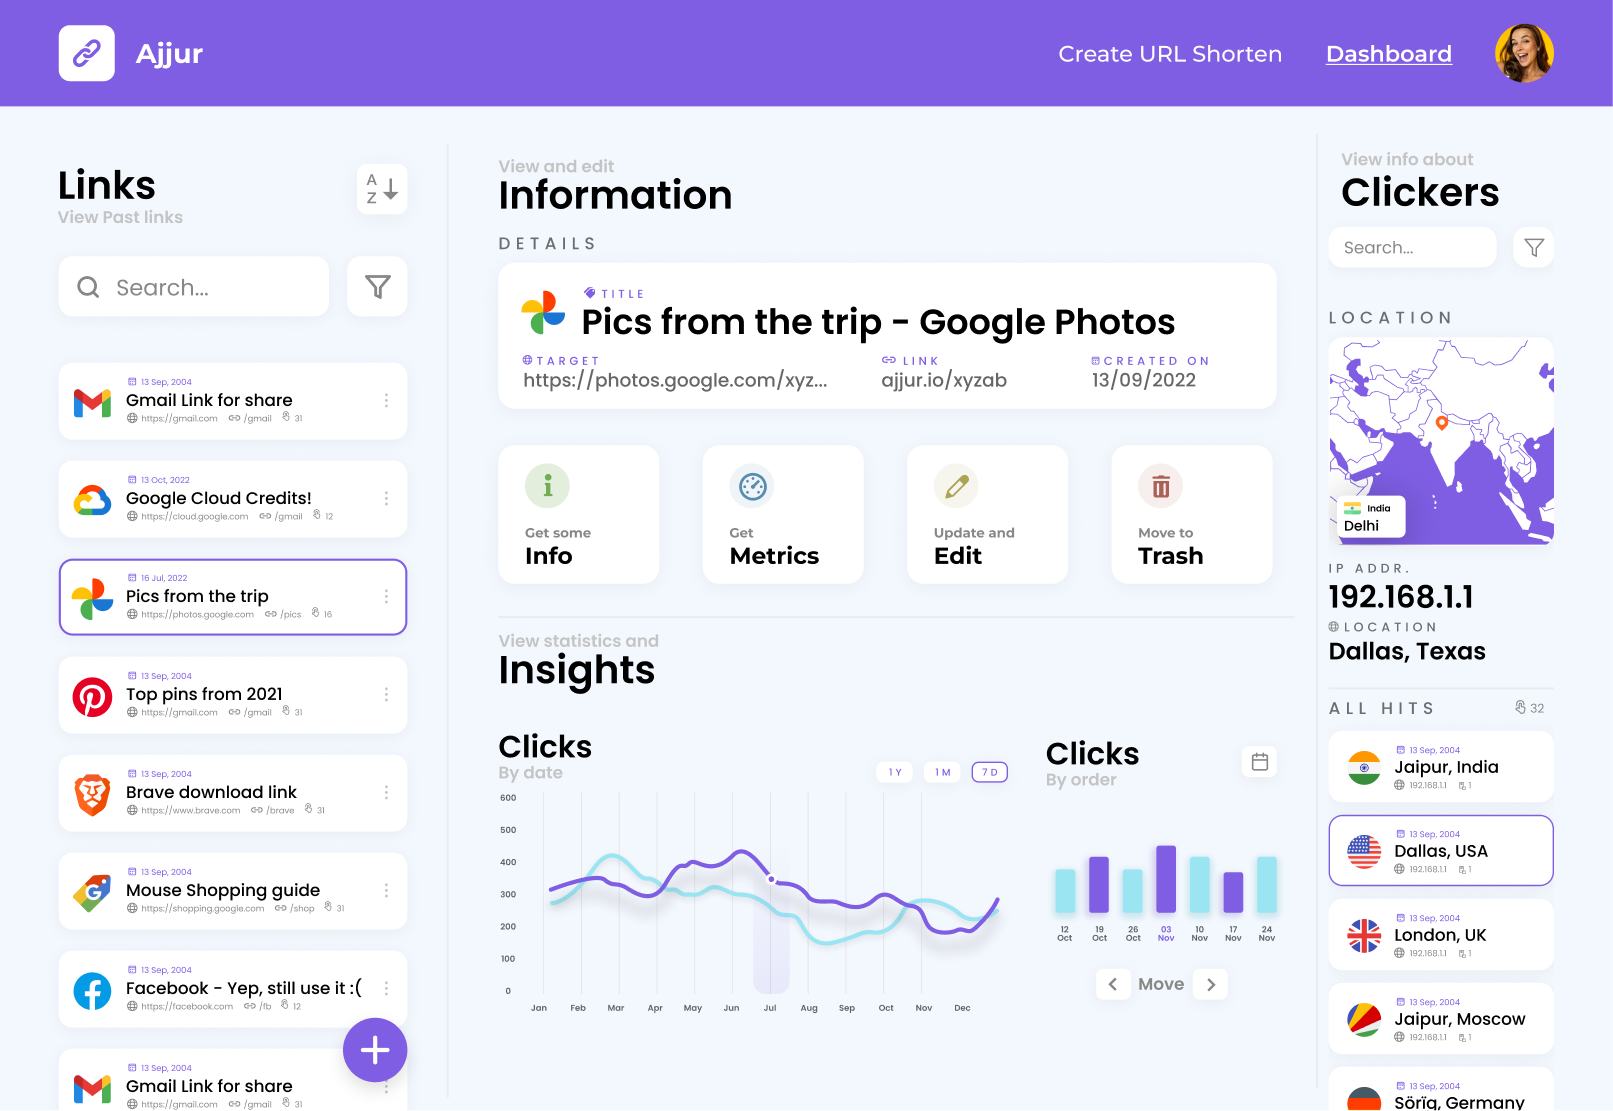 Ajjur
Create URL Shorten
Dashboard
Links
View Past links
A
Z
Search...
13 Sep, 2004
Gmail Link for share
https://gmail.com /gmail 31
13 Oct, 2022
Google Cloud Credits!
https://cloud.google.com /gmail 12
16 Jul, 2022
Pics from the trip
https://photos.google.com /pics 16
13 Sep, 2004
Top pins from 2021
https://gmail.com /gmail 31
13 Sep, 2004
Brave download link
https://www.brave.com /brave 31
13 Sep, 2004
Mouse Shopping guide
https://shopping.google.com /shop 31
13 Sep, 2004
Facebook - Yep, still use it :(
https://facebook.com /fb 12
13 Sep, 2004
Gmail Link for share
https://gmail.com /gmail 31
View and edit
Information
DETAILS
TITLE
Pics from the trip - Google Photos
TARGET
https://photos.google.com/xyz...
LINK
ajjur.io/xyzab
CREATED ON
13/09/2022
Get some
Info
Get
Metrics
Update and
Edit
Move to
Trash
View statistics and
Insights
Clicks
By date
1 Y
1 M
7 D
600
500
400
300
200
100
0
Jan Feb Mar Apr May Jun Jul Aug Sep Oct Nov Dec
Clicks
By order
12 Oct
19 Oct
26 Oct
03 Nov
10 Nov
17 Nov
24 Nov
Move
View info about
Clickers
Search...
LOCATION
India
Delhi
IP ADDR.
192.168.1.1
LOCATION
Dallas, Texas
ALL HITS
32
13 Sep, 2004
Jaipur, India
192.168.1.1 1
13 Sep, 2004
Dallas, USA
192.168.1.1 1
13 Sep, 2004
London, UK
192.168.1.1 1
13 Sep, 2004
Jaipur, Moscow
192.168.1.1 1
13 Sep, 2004
Söriq, Germany